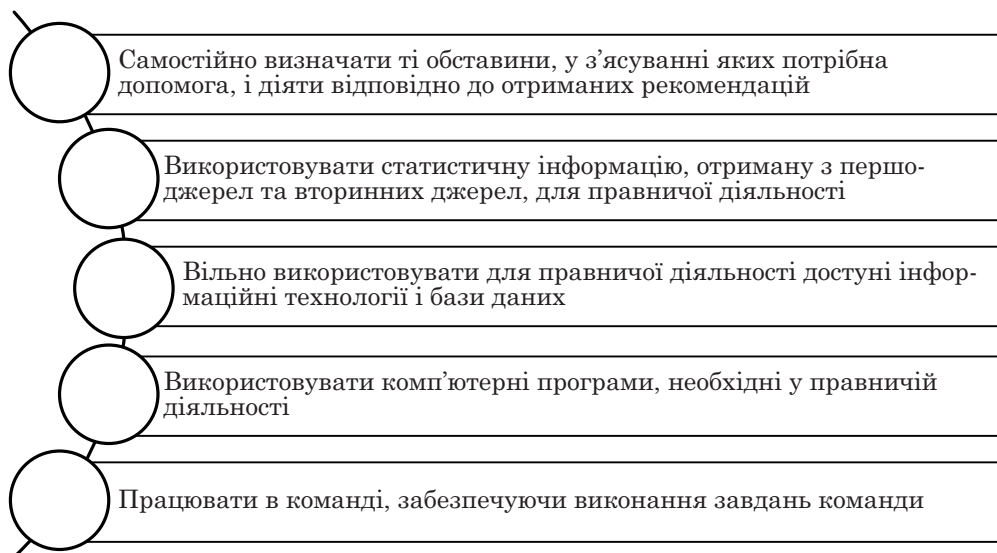 Самостійно визначати ті обставини, у з’ясуванні яких потрібна
допомога, і діяти відповідно до отриманих рекомендацій
Використовувати статистичну інформацію, отриману з першо-
джерел та вторинних джерел, для правничої діяльності
Вільно використовувати для правничої діяльності достуні інфор-
маційні технології і бази даних
Використовувати комп’ютерні програми, необхідні у правничій
діяльності
Працювати в команді, забезпечуючи виконання завдань команди